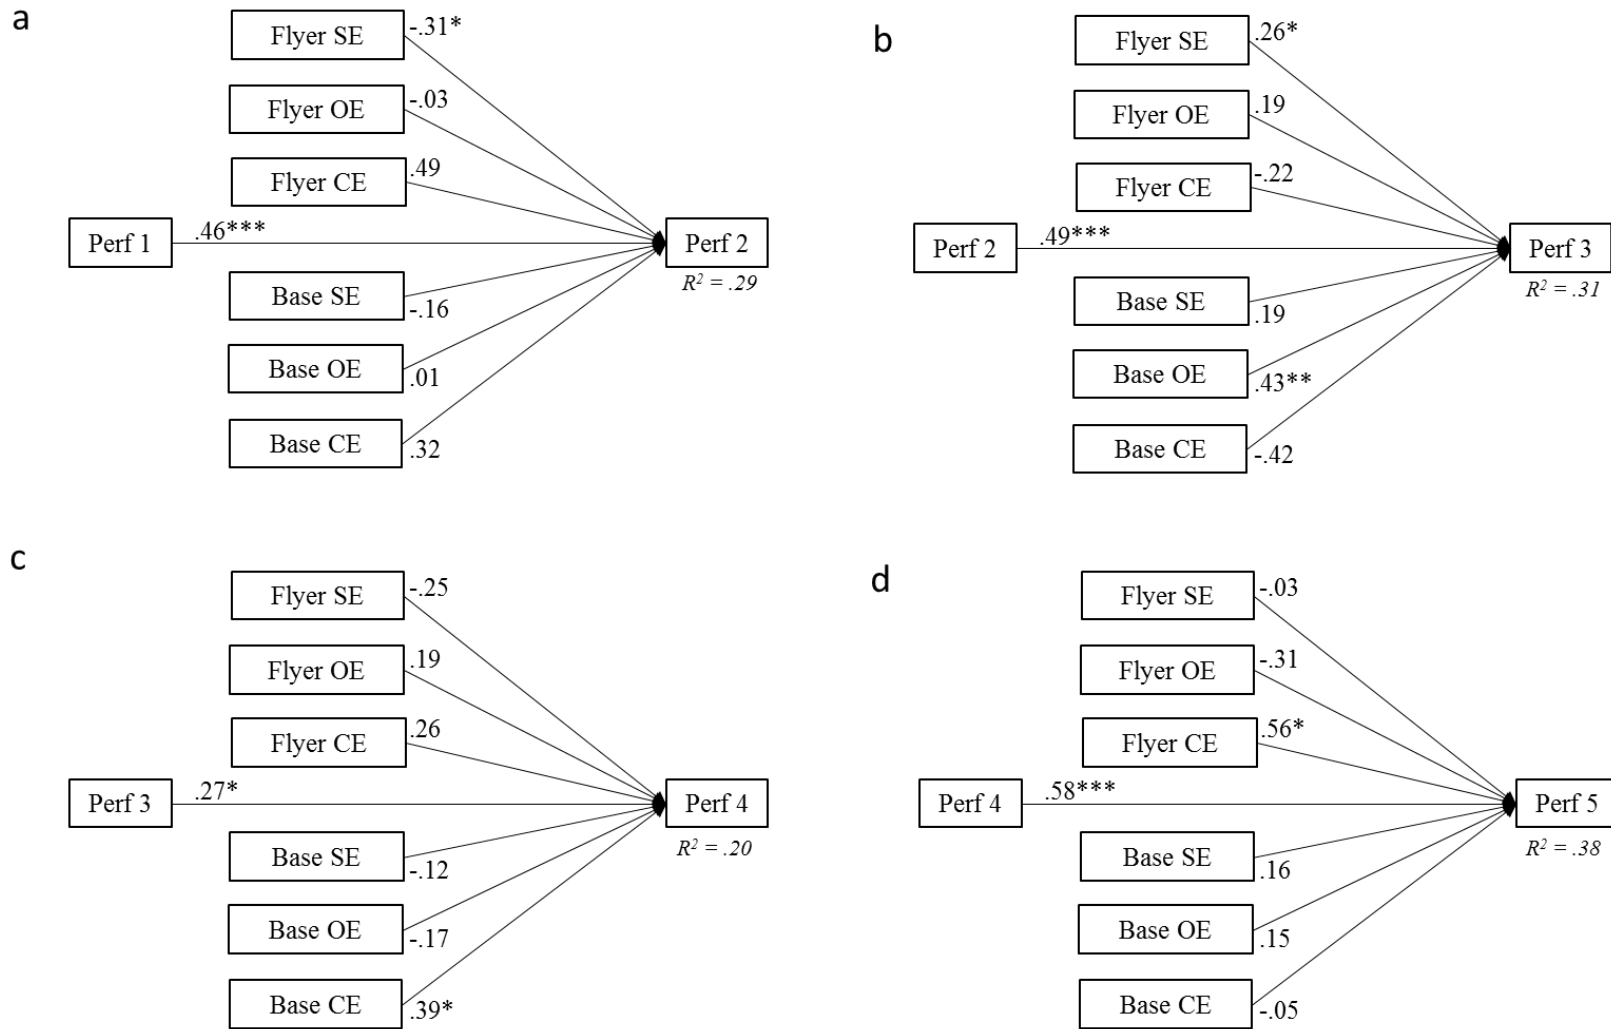 a
Flyer SE
-.31*
Flyer OE
-.03
Flyer CE
.49
Perf 1
.46***
Perf 2
R² = .29
Base SE
-.16
Base OE
.01
Base CE
.32
b
Flyer SE
.26*
Flyer OE
.19
Flyer CE
-.22
Perf 2
.49***
Perf 3
R² = .31
Base SE
.19
Base OE
.43**
Base CE
-.42
c
Flyer SE
-.25
Flyer OE
.19
Flyer CE
.26
Perf 3
.27*
Perf 4
R² = .20
Base SE
-.12
Base OE
-.17
Base CE
.39*
d
Flyer SE
-.03
Flyer OE
-.31
Flyer CE
.56*
Perf 4
.58***
Perf 5
R² = .38
Base SE
.16
Base OE
.15
Base CE
-.05